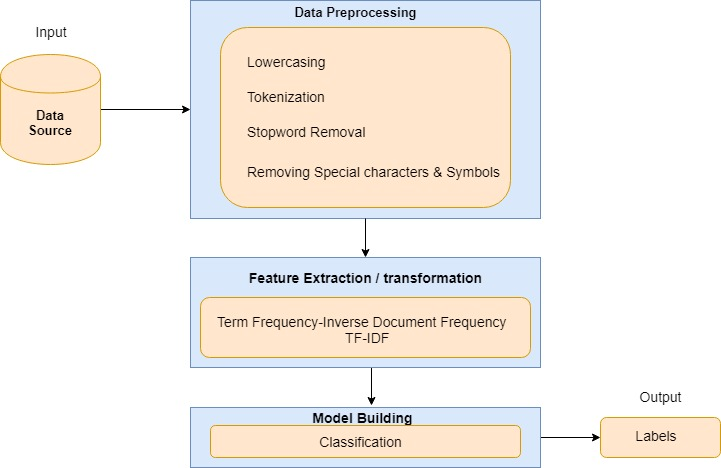 Input
Data
Source
Data Preprocessing
Lowercasing
Tokenization
Stopword Removal
Removing Special characters & Symbols
Feature Extraction / transformation
Term Frequency-Inverse Document Frequency
TF-IDF
Model Building
Classification
Output
Labels